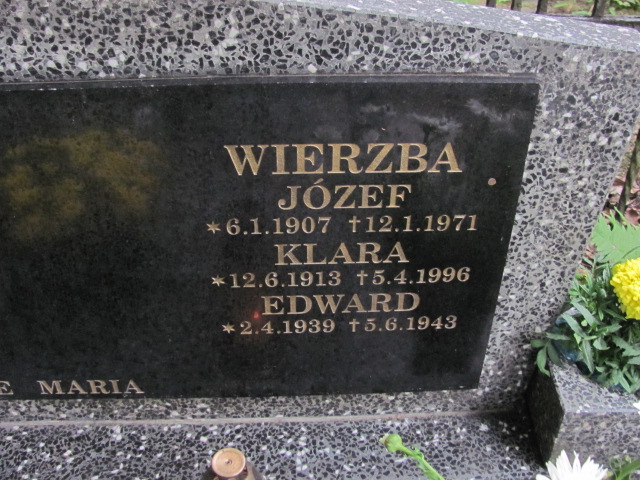 WIERZBA
JÓZEF
*6.1.1907 †12.1.1971
KLARA
*12.6.1913 †5.4.1996
EDWARD
*2.4.1939 †5.6.1943
E MARIA